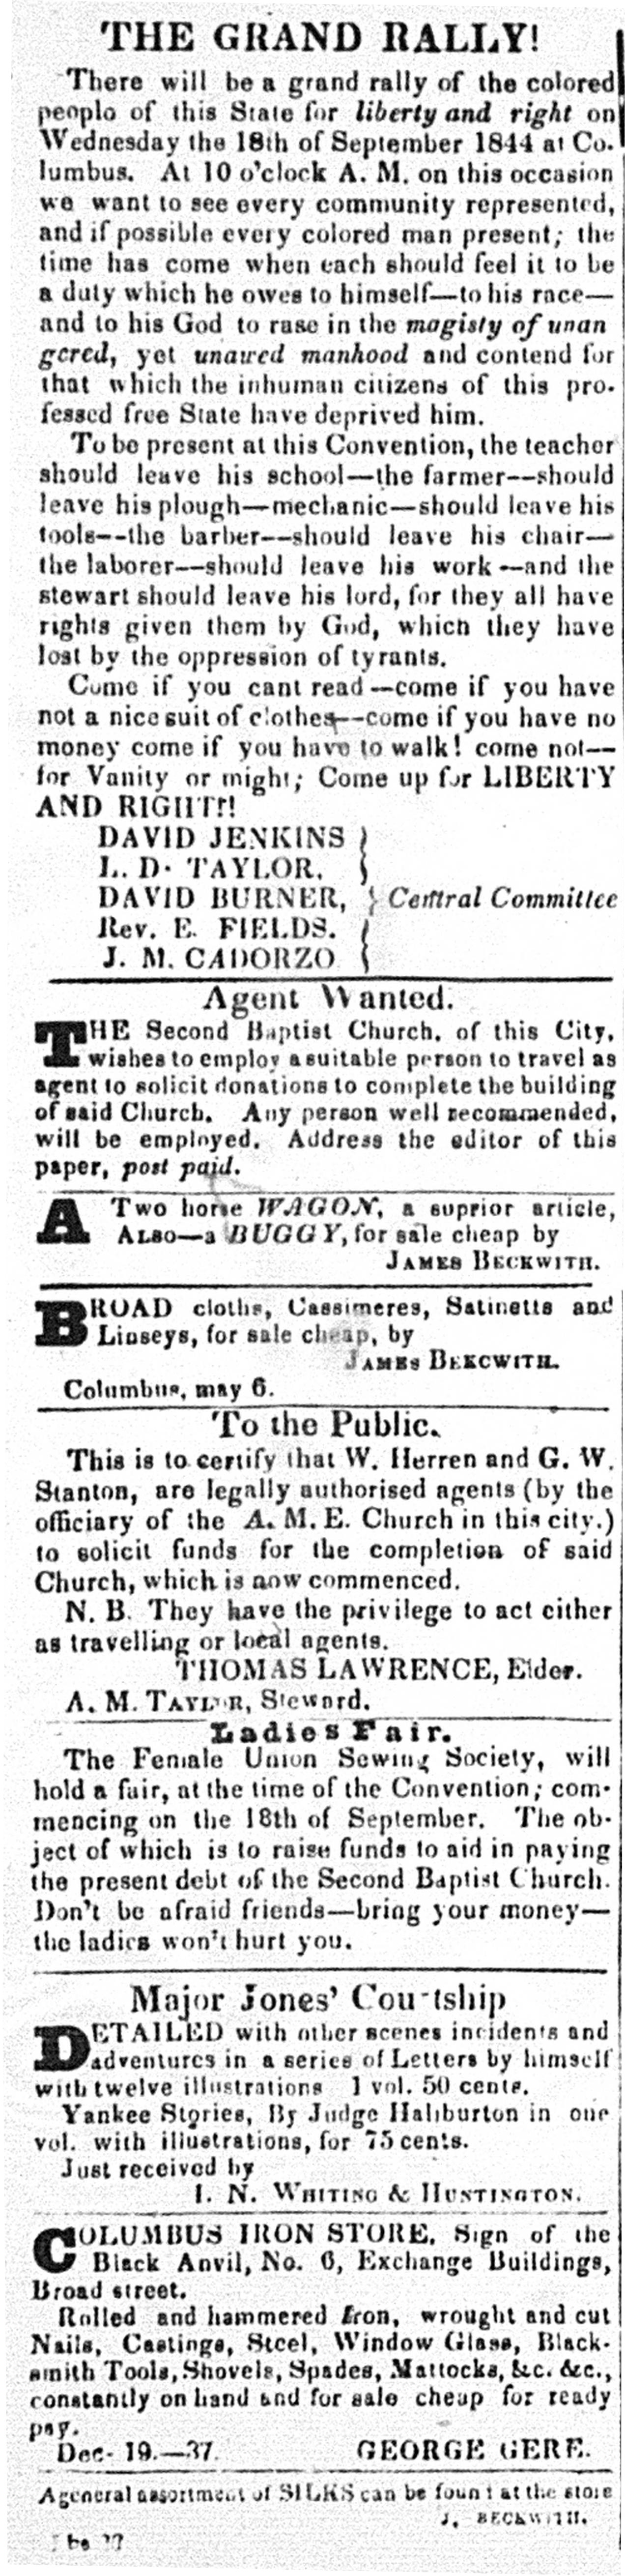 THE GRAND RALLY!
There will be a grand rally of the colored
people of this State for liberty and right on
Wednesday the 18th of September 1844 at Co-
lumbus. At 10 o'clock A. M. on this occasion
we want to see every community represented,
and if possible every colored man present; the
time has come when each should feel it to be
a duty which he owes to himself—to his race—
and to his God to rase in the magisty of unan
gered, yet unawed manhood and contend for
that which the inhuman citizens of this pro-
fessed free State have deprived him.
To be present at this Convention, the teacher
should leave his school—the farmer--should
leave his plough—mechanic—should leave his
tools--the barber--should leave his chair—
the laborer--should leave his work—and the
stewart should leave his lord, for they all have
rights given them by God, which they have
lost by the oppression of tyrants.
Come if you cant read—come if you have
not a nice suit of clothes--come if you have no
money come if you have to walk! come not—
for Vanity or might; Come up for LIBERTY
AND RIGHT!!
DAVID JENKINS
L. D. TAYLOR.
DAVID BURNER, Central Committee
Rev. E. FIELDS.
J. M. CADORZO
Agent Wanted.
THE Second Baptist Church, of this City,
wishes to employ a suitable person to travel as
agent to solicit donations to complete the building
of said Church. Any person well recommended,
will be employed. Address the editor of this
paper, post paid.
A Two horse WAGON, a suprior article,
ALSO—a BUGGY, for sale cheap by
JAMES BECKWITH.
BROAD cloths, Cassimeres, Satinetts and
Linseys, for sale cheap, by
JAMES BEKCWITH.
Columbus, may 6.
To the Public.
This is to certify that W. Herren and G. W.
Stanton, are legally authorised agents (by the
officiary of the A. M. E. Church in this city.)
to solicit funds for the completion of said
Church, which is now commenced.
N. B. They have the privilege to act either
as travelling or local agents.
THOMAS LAWRENCE, Elder.
A. M. TAYLOR, Steward.
Ladies Fair.
The Female Union Sewing Society, will
hold a fair, at the time of the Convention; com-
mencing on the 18th of September. The ob-
ject of which is to raise funds to aid in paying
the present debt of the Second Baptist Church.
Don't be afraid friends—bring your money—
the ladies won't hurt you.
Major Jones' Courtship
DETAILED with other scenes incidents and
adventures in a series of Letters by himself
with twelve illustrations 1 vol. 50 cents.
Yankee Stories, By Judge Haliburton in one
vol. with illustrations, for 75 cents.
Just received by
I. N. WHITING & HUNTINGTON.
COLUMBUS IRON STORE, Sign of the
Black Anvil, No. 6, Exchange Buildings,
Broad street.
Rolled and hammered Iron, wrought and cut
Nails, Castings, Steel, Window Glass, Black-
smith Tools, Shovels, Spades, Mattocks, &c. &c.,
constantly on hand and for sale cheap for ready
pay.
Dec- 19.—37. GEORGE GERE.
A general assortment of SILKS can be found at the store
J. BECKWITH.